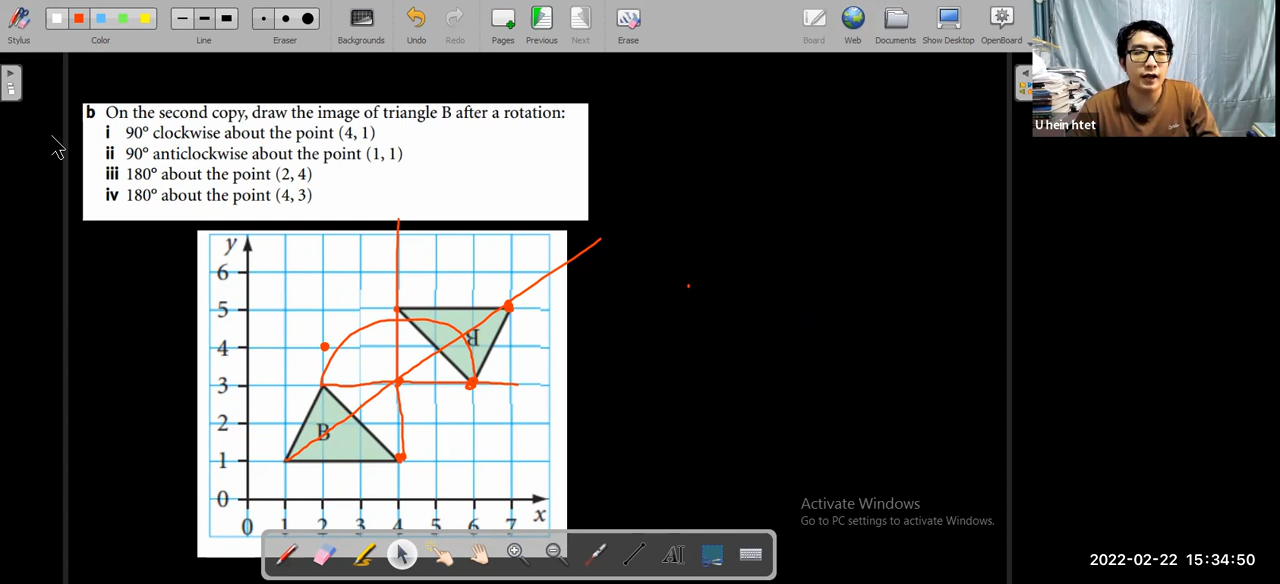 Stylus Color Line Eraser Backgrounds Undo Redo Pages Previous Next Erase Board Web Documents Show Desktop OpenBoard
U hein htet
b On the second copy, draw the image of triangle B after a rotation:
i 90° clockwise about the point (4, 1)
ii 90° anticlockwise about the point (1, 1)
iii 180° about the point (2, 4)
iv 180° about the point (4, 3)
y
6
5
4
3
2
1
0
B
B
0 1 2 3 4 5 6 7 x
AI
Activate Windows
Go to PC settings to activate Windows.
2022-02-22 15:34:50